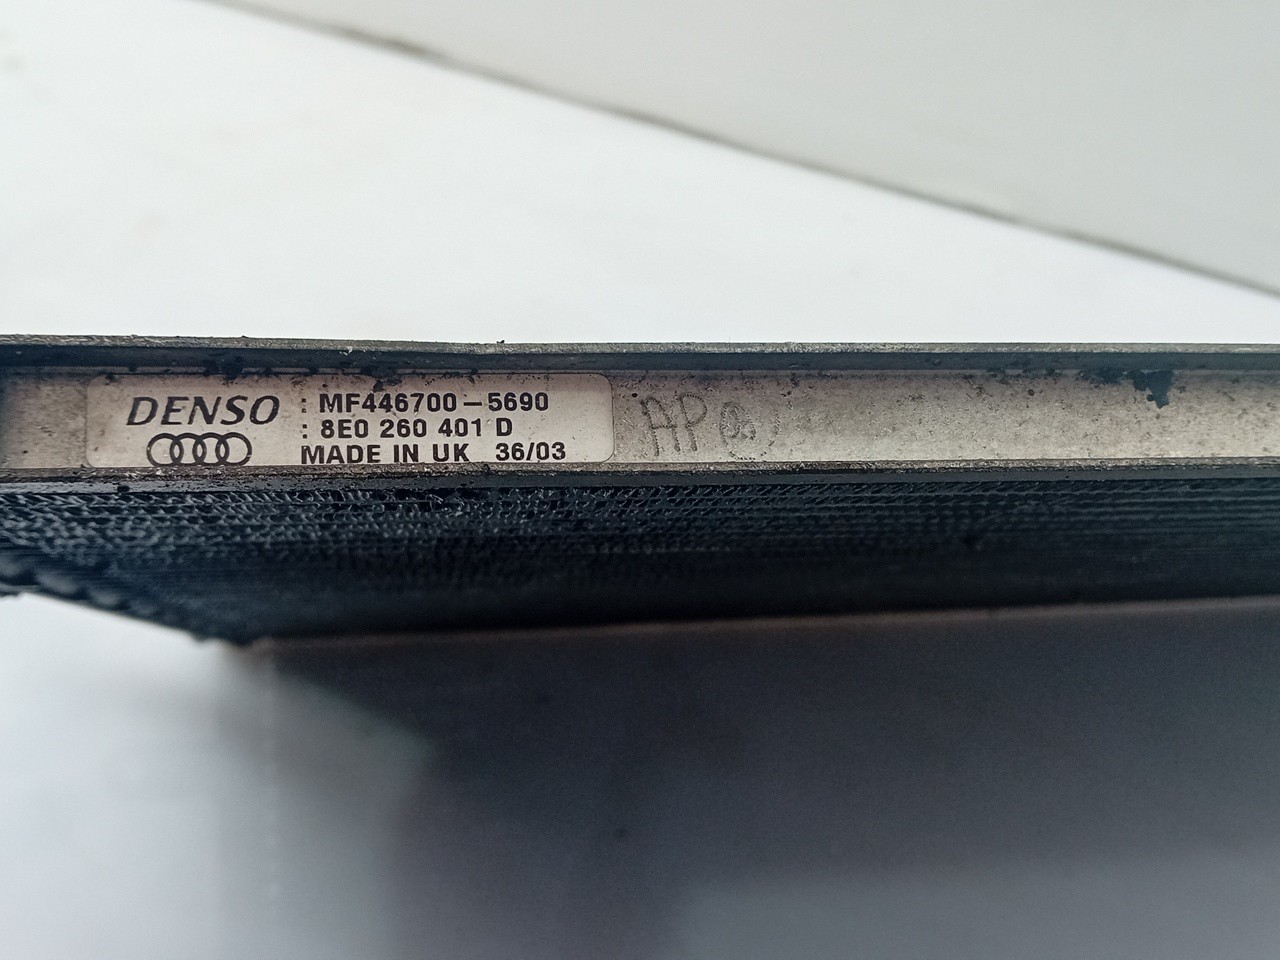 DENSO : MF446700-5690
: 8E0 260 401 D
MADE IN UK 36/03
AP